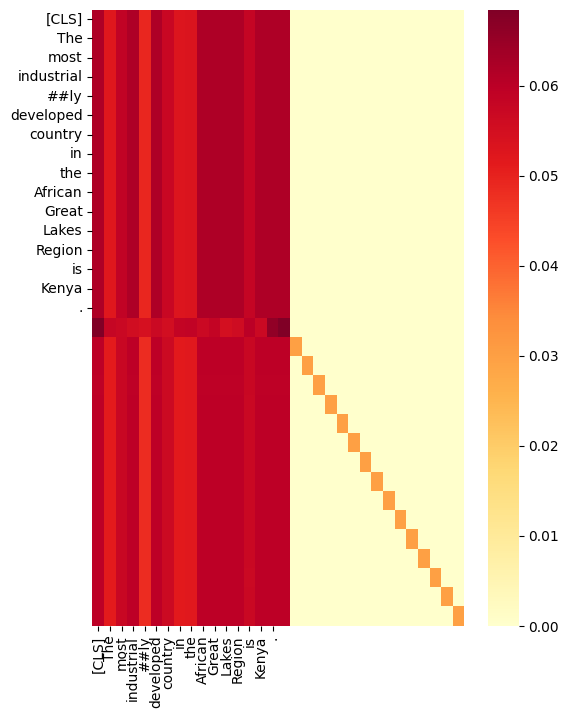 [CLS]
The
most
industrial
##ly
developed
country
in
the
African
Great
Lakes
Region
is
Kenya
.
0.06
0.05
0.04
0.03
0.02
0.01
0.00
[CLS]
The
most
industrial
##ly
developed
country
in
the
African
Great
Lakes
Region
is
Kenya
.